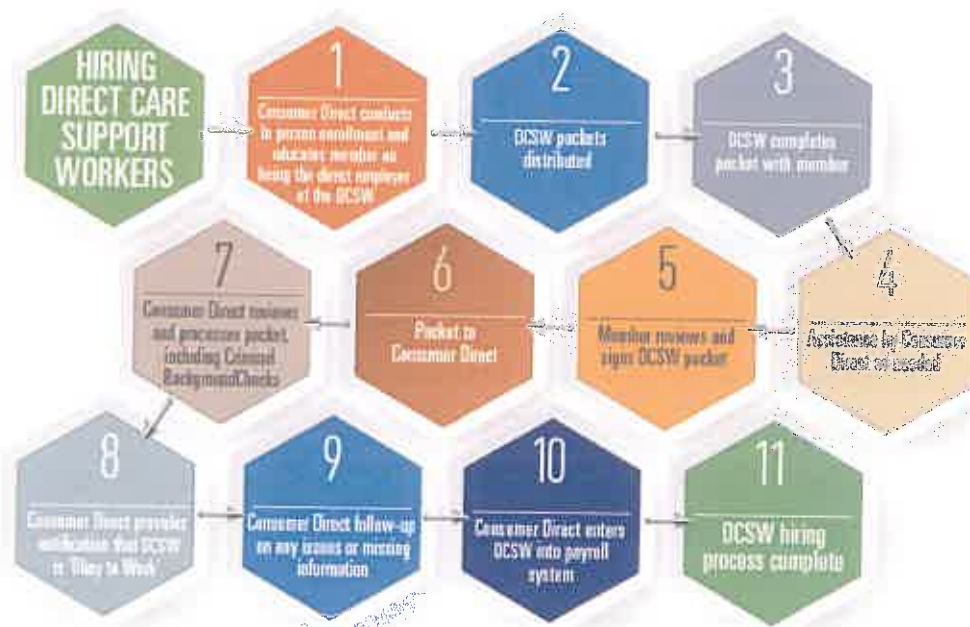 HIRING
DIRECT CARE
SUPPORT
WORKERS
1
Consumer Direct conducts
in person enrollment and
educates member on
being the direct employer
of the DCSW
2
DCSW packets
distributed
3
DCSW completes
packet with member
4
Assistance by Consumer
Direct as needed
5
Member reviews and
signs DCSW packet
6
Packet to
Consumer Direct
7
Consumer Direct reviews
and processes packet,
including Criminal
BackgroundChecks
8
Consumer Direct provides
notification that DCSW
is 'Okay to Work'
9
Consumer Direct follow-up
on any issues or missing
information
10
Consumer Direct enters
DCSW into payroll
system
11
DCSW hiring
process complete